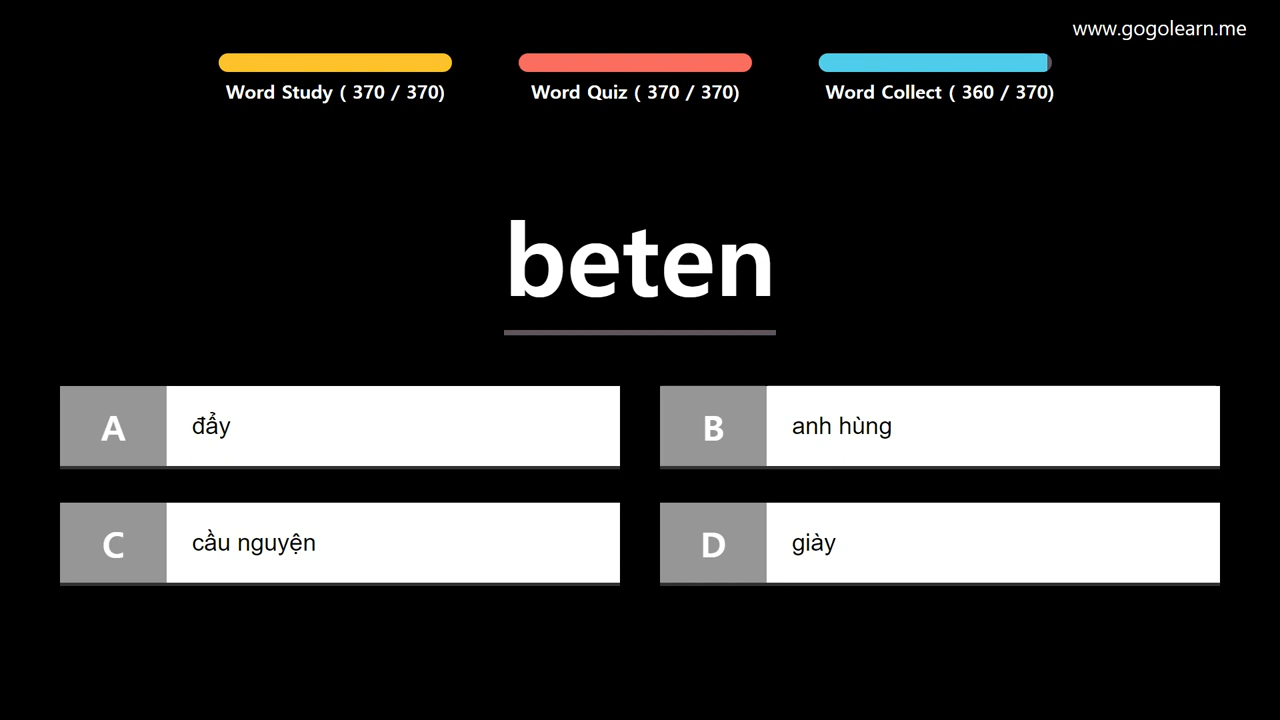 www.gogolearn.me
Word Study ( 370 / 370)
Word Quiz ( 370 / 370)
Word Collect ( 360 / 370)
beten
A đẩy
B anh hùng
C cầu nguyện
D giày